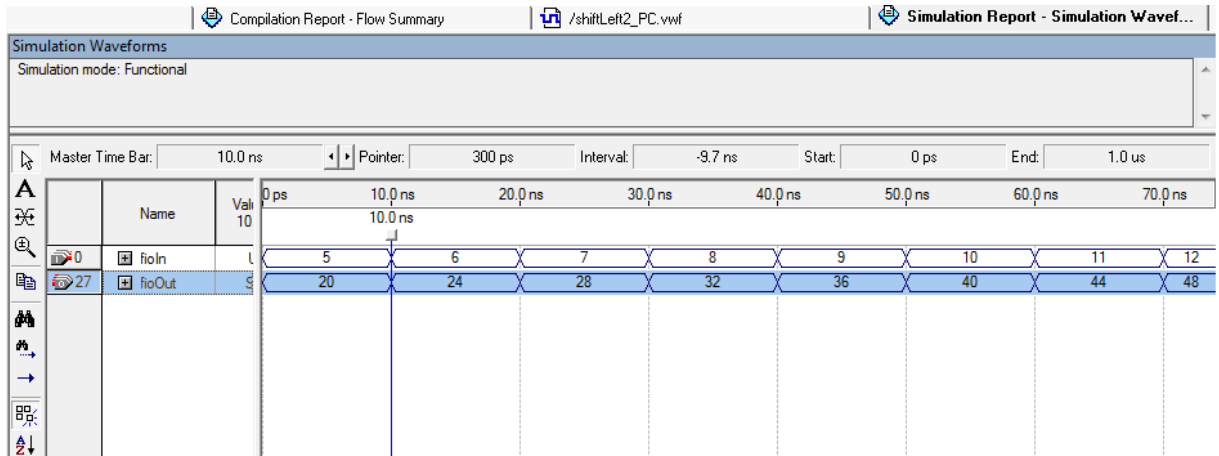 Compilation Report - Flow Summary /shiftLeft2_PC.vwf Simulation Report - Simulation Wavef...
Simulation Waveforms
Simulation mode: Functional
Master Time Bar: 10.0 ns Pointer: 300 ps Interval: -9.7 ns Start: 0 ps End: 1.0 us
A
Name
Valu
10
0 ps 10.0 ns 20.0 ns 30.0 ns 40.0 ns 50.0 ns 60.0 ns 70.0 ns
10.0 ns
0 fioIn U 5 6 7 8 9 10 11 12
27 fioOut S 20 24 28 32 36 40 44 48
A
Z